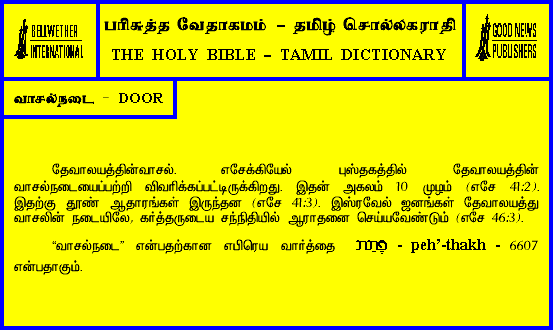 BELLWETHER
INTERNATIONAL
பரிசுத்த வேதாகமம் – தமிழ் சொல்லகராதி
THE HOLY BIBLE – TAMIL DICTIONARY
GOOD NEWS
PUBLISHERS
வாசல்நடை – DOOR
தேவாலயத்தின்வாசல். எசேக்கியேல் புஸ்தகத்தில் தேவாலயத்தின்
வாசல்நடையைப்பற்றி விவரிக்கப்பட்டிருக்கிறது. இதன் அகலம் 10 முழம் (எசே 41:2).
இதற்கு தூண் ஆதாரங்கள் இருந்தன (எசே 41:3). இஸ்ரவேல் ஜனங்கள் தேவாலயத்து
வாசலின் நடையிலே, கர்த்தருடைய சந்நிதியில் ஆராதனை செய்யவேண்டும் (எசே 46:3).
“வாசல்நடை” என்பதற்கான எபிரெய வார்த்தை - peh’-thakh - 6607
என்பதாகும்.